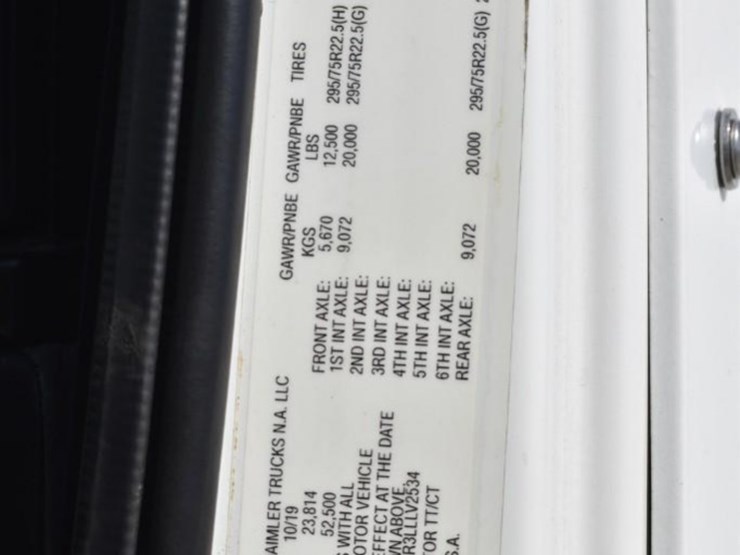 AIMLER TRUCKS N.A. LLC
10/19
23,814
52,500
WITH ALL
OTOR VEHICLE
FFECT AT THE DATE
ABOVE
R3LLLV2534
OR TT/CT
S.A.
GAWR/PNBE GAWR/PNBE TIRES
KGS LBS
FRONT AXLE: 5,670 12,500 295/75R22.5(H)
1ST INT AXLE: 9,072 20,000 295/75R22.5(G)
2ND INT AXLE:
3RD INT AXLE:
4TH INT AXLE:
5TH INT AXLE:
6TH INT AXLE:
REAR AXLE: 9,072 20,000 295/75R22.5(G) 2